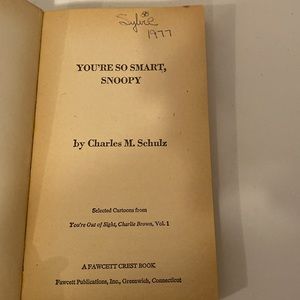 Sylvie
1977
YOU'RE SO SMART,
SNOOPY
by Charles M. Schulz
Selected Cartoons from
You're Out of Sight, Charlie Brown, Vol. 1
A FAWCETT CREST BOOK
Fawcett Publications, Inc., Greenwich, Connecticut